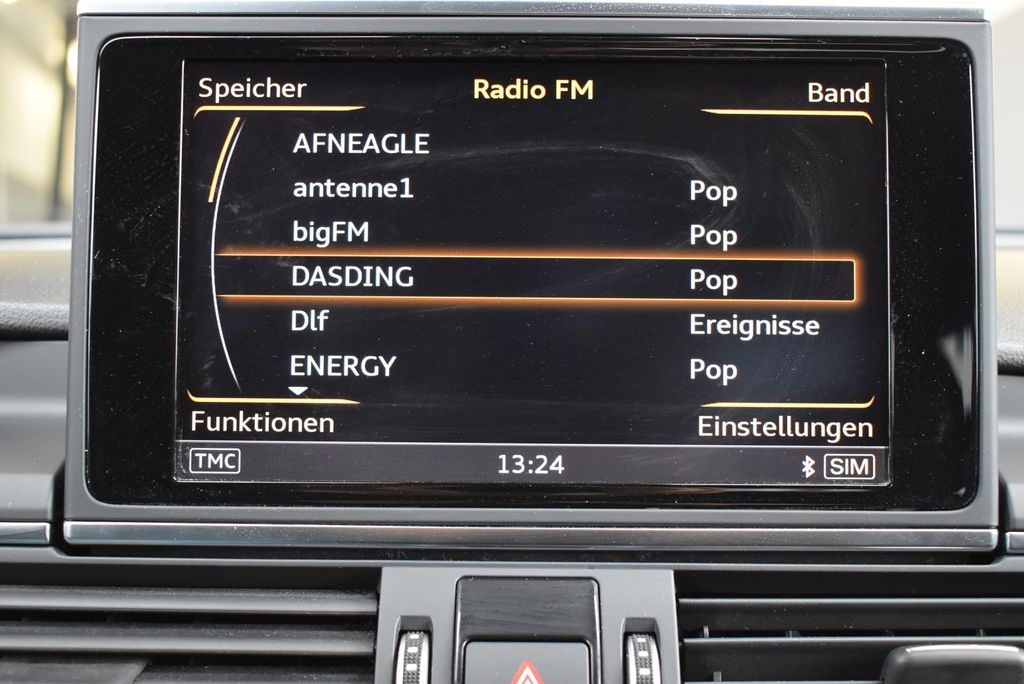 Speicher Radio FM Band
AFNEAGLE
antenne1 Pop
bigFM Pop
DASDING Pop
Dlf Ereignisse
ENERGY Pop
Funktionen Einstellungen
TMC 13:24 SIM